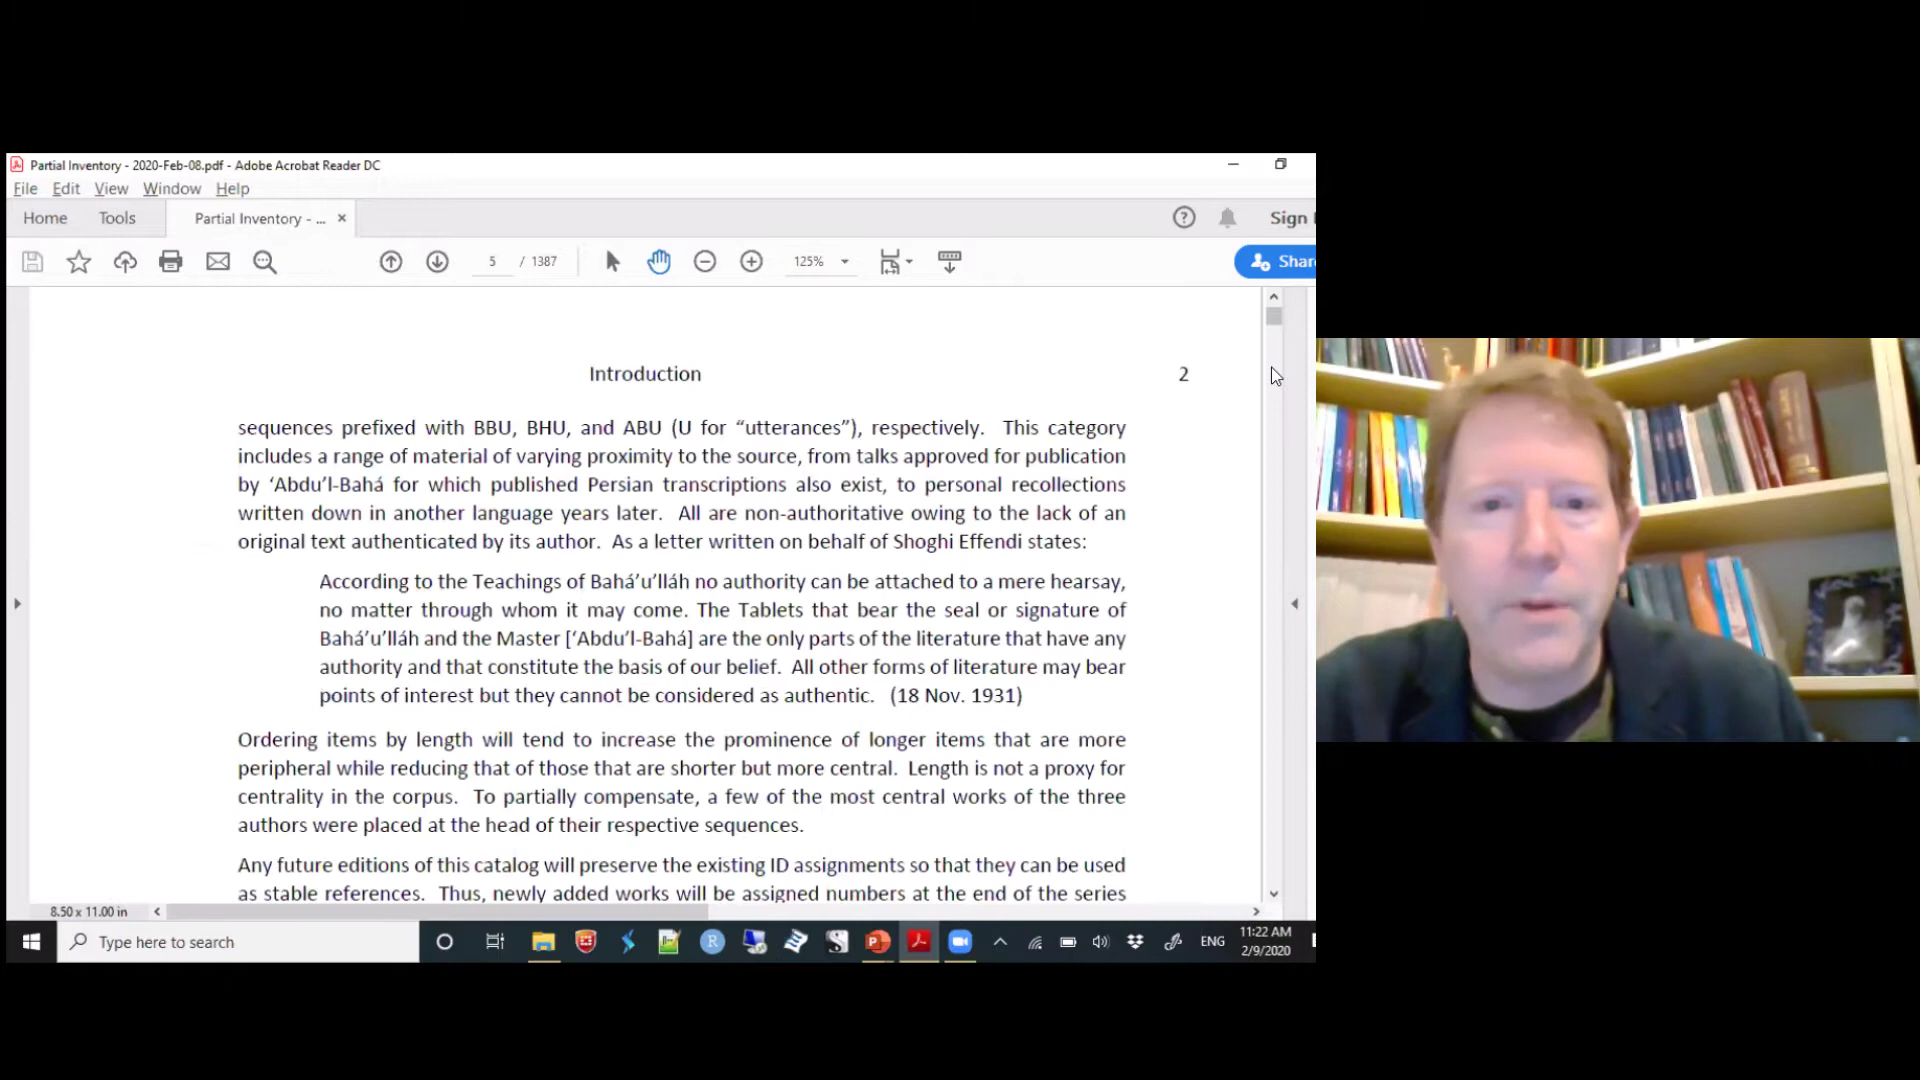 Partial Inventory - 2020-Feb-08.pdf - Adobe Acrobat Reader DC
File Edit View Window Help
Home Tools Partial Inventory - ... Sign
5 / 1387 125% Shar
Introduction 2
sequences prefixed with BBU, BHU, and ABU (U for “utterances”), respectively. This category
includes a range of material of varying proximity to the source, from talks approved for publication
by ‘Abdu’l-Bahá for which published Persian transcriptions also exist, to personal recollections
written down in another language years later. All are non-authoritative owing to the lack of an
original text authenticated by its author. As a letter written on behalf of Shoghi Effendi states:
According to the Teachings of Bahá’u’lláh no authority can be attached to a mere hearsay,
no matter through whom it may come. The Tablets that bear the seal or signature of
Bahá’u’lláh and the Master [‘Abdu’l-Bahá] are the only parts of the literature that have any
authority and that constitute the basis of our belief. All other forms of literature may bear
points of interest but they cannot be considered as authentic. (18 Nov. 1931)
Ordering items by length will tend to increase the prominence of longer items that are more
peripheral while reducing that of those that are shorter but more central. Length is not a proxy for
centrality in the corpus. To partially compensate, a few of the most central works of the three
authors were placed at the head of their respective sequences.
Any future editions of this catalog will preserve the existing ID assignments so that they can be used
as stable references. Thus, newly added works will be assigned numbers at the end of the series
8.50 x 11.00 in
Type here to search
ENG
11:22 AM
2/9/2020